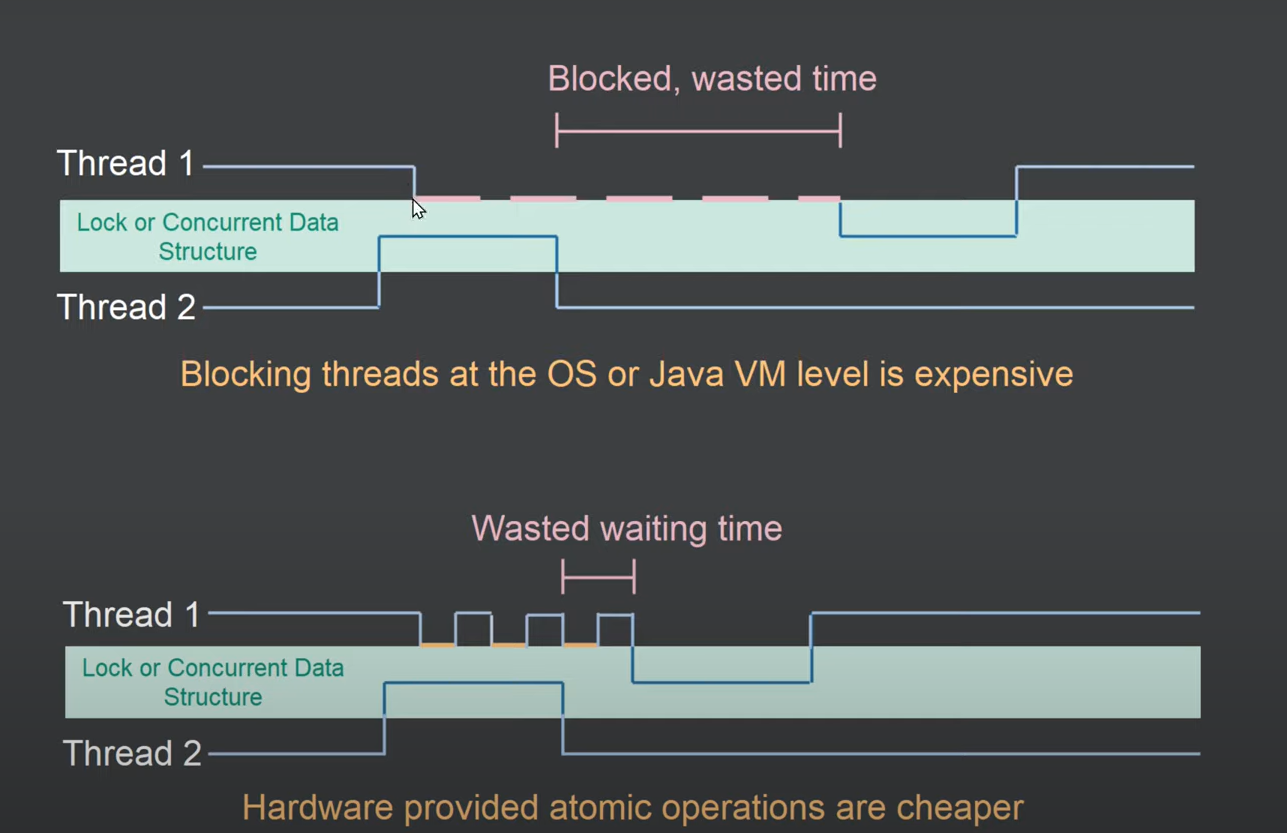 Blocked, wasted time
Thread 1
Lock or Concurrent Data
Structure
Thread 2
Blocking threads at the OS or Java VM level is expensive
Wasted waiting time
Thread 1
Lock or Concurrent Data
Structure
Thread 2
Hardware provided atomic operations are cheaper